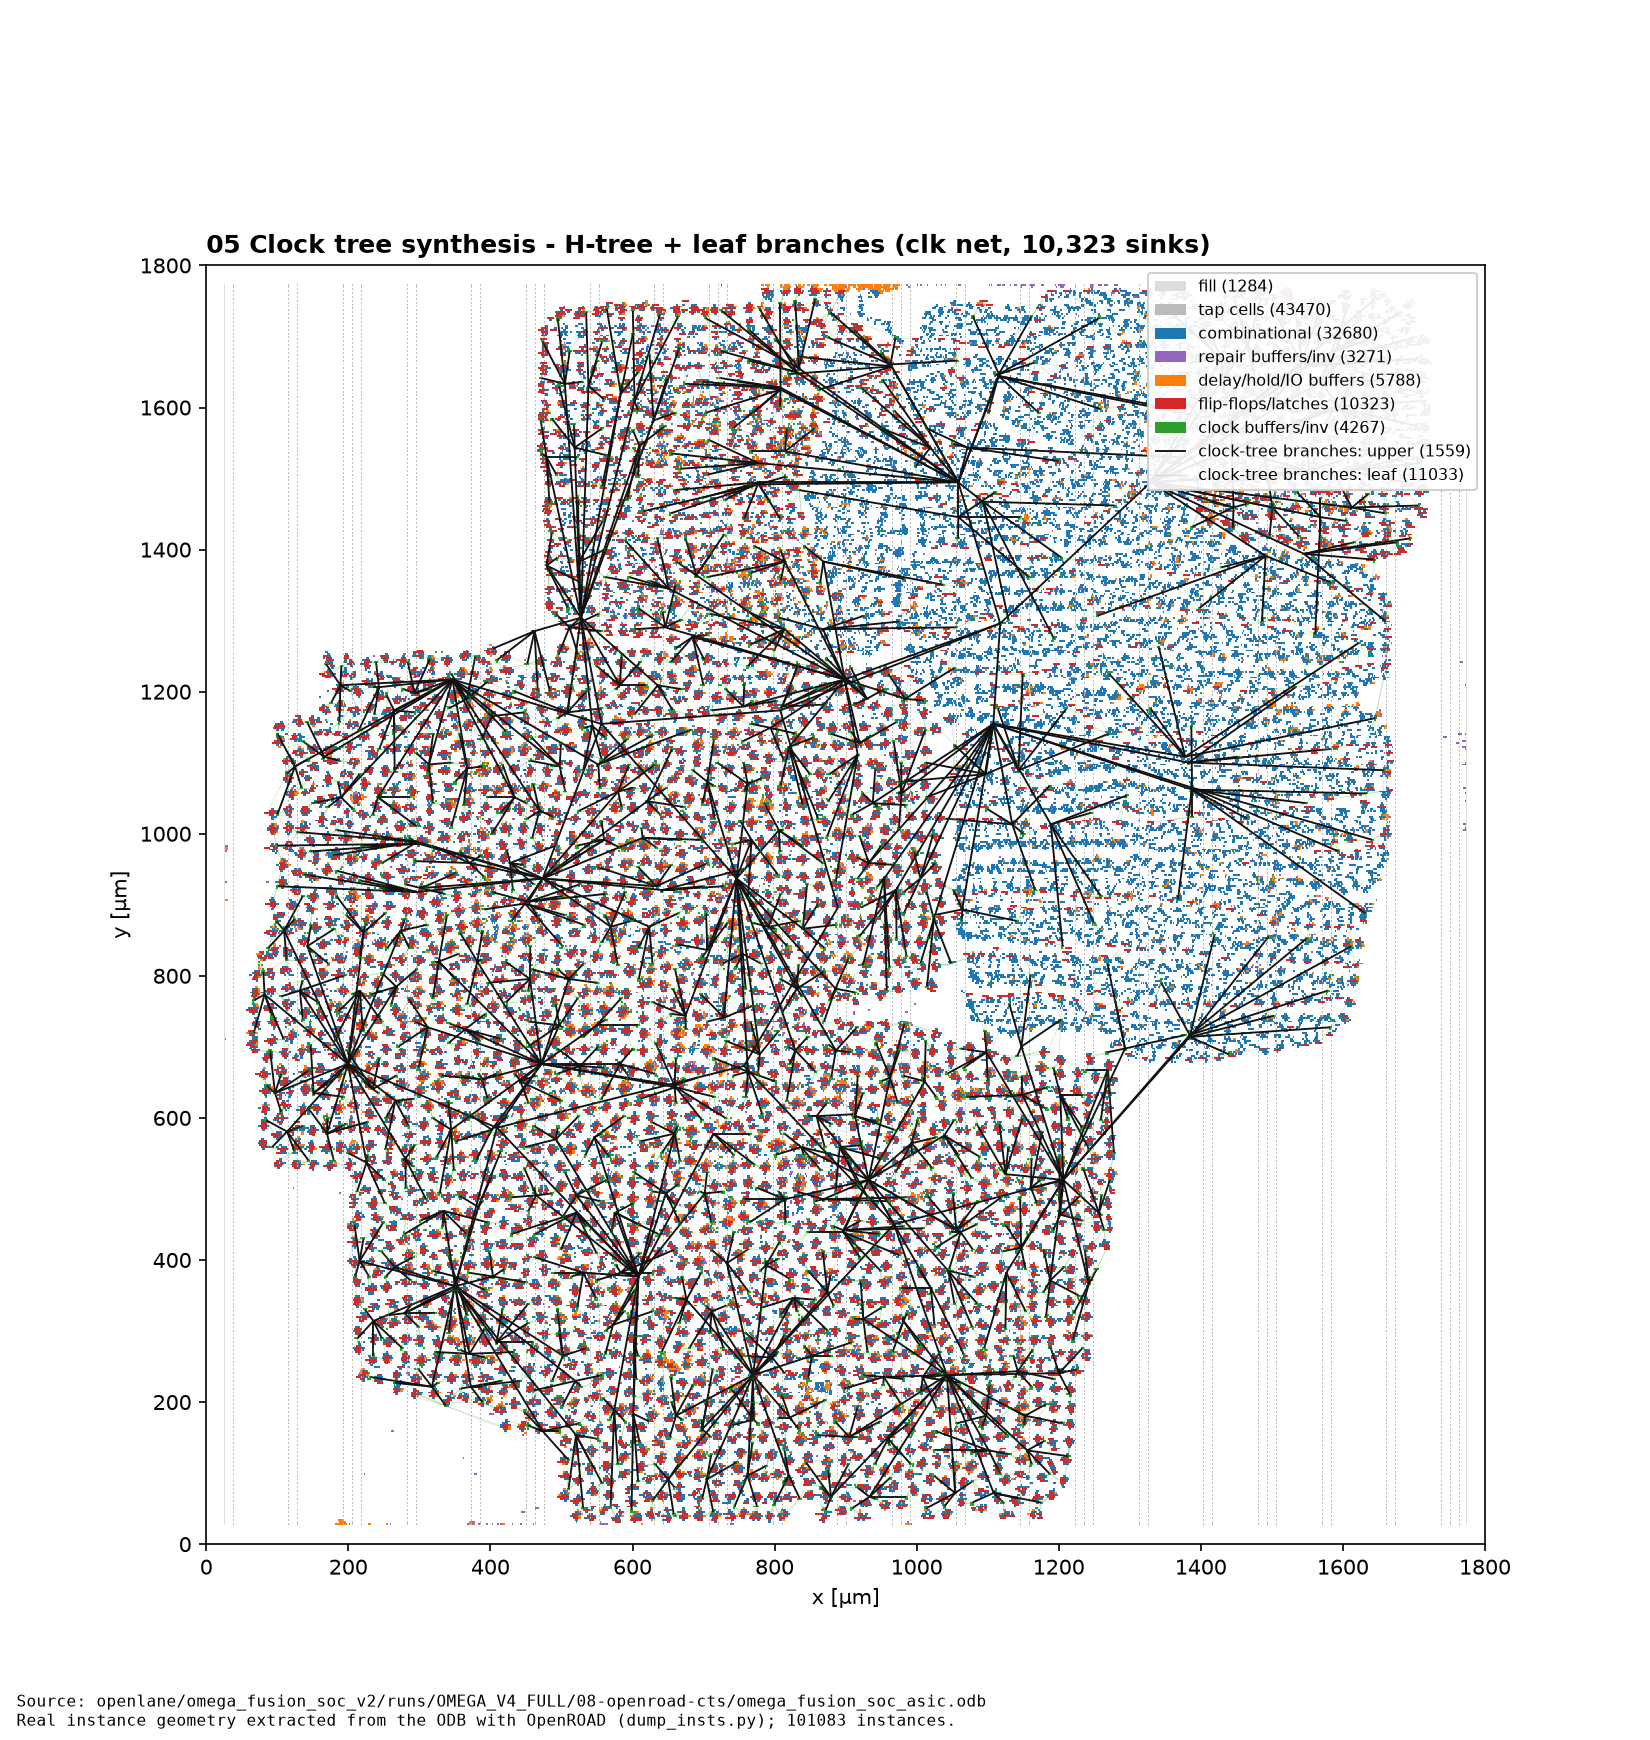 05 Clock tree synthesis - H-tree + leaf branches (clk net, 10,323 sinks)
fill (1284)
tap cells (43470)
combinational (32680)
repair buffers/inv (3271)
delay/hold/IO buffers (5788)
flip-flops/latches (10323)
clock buffers/inv (4267)
clock-tree branches: upper (1559)
clock-tree branches: leaf (11033)
1800
1600
1400
1200
1000
800
600
400
200
0
y [µm]
0 200 400 600 800 1000 1200 1400 1600 1800
x [µm]
Source: openlane/omega_fusion_soc_v2/runs/OMEGA_V4_FULL/08-openroad-cts/omega_fusion_soc_asic.odb
Real instance geometry extracted from the ODB with OpenROAD (dump_insts.py); 101083 instances.